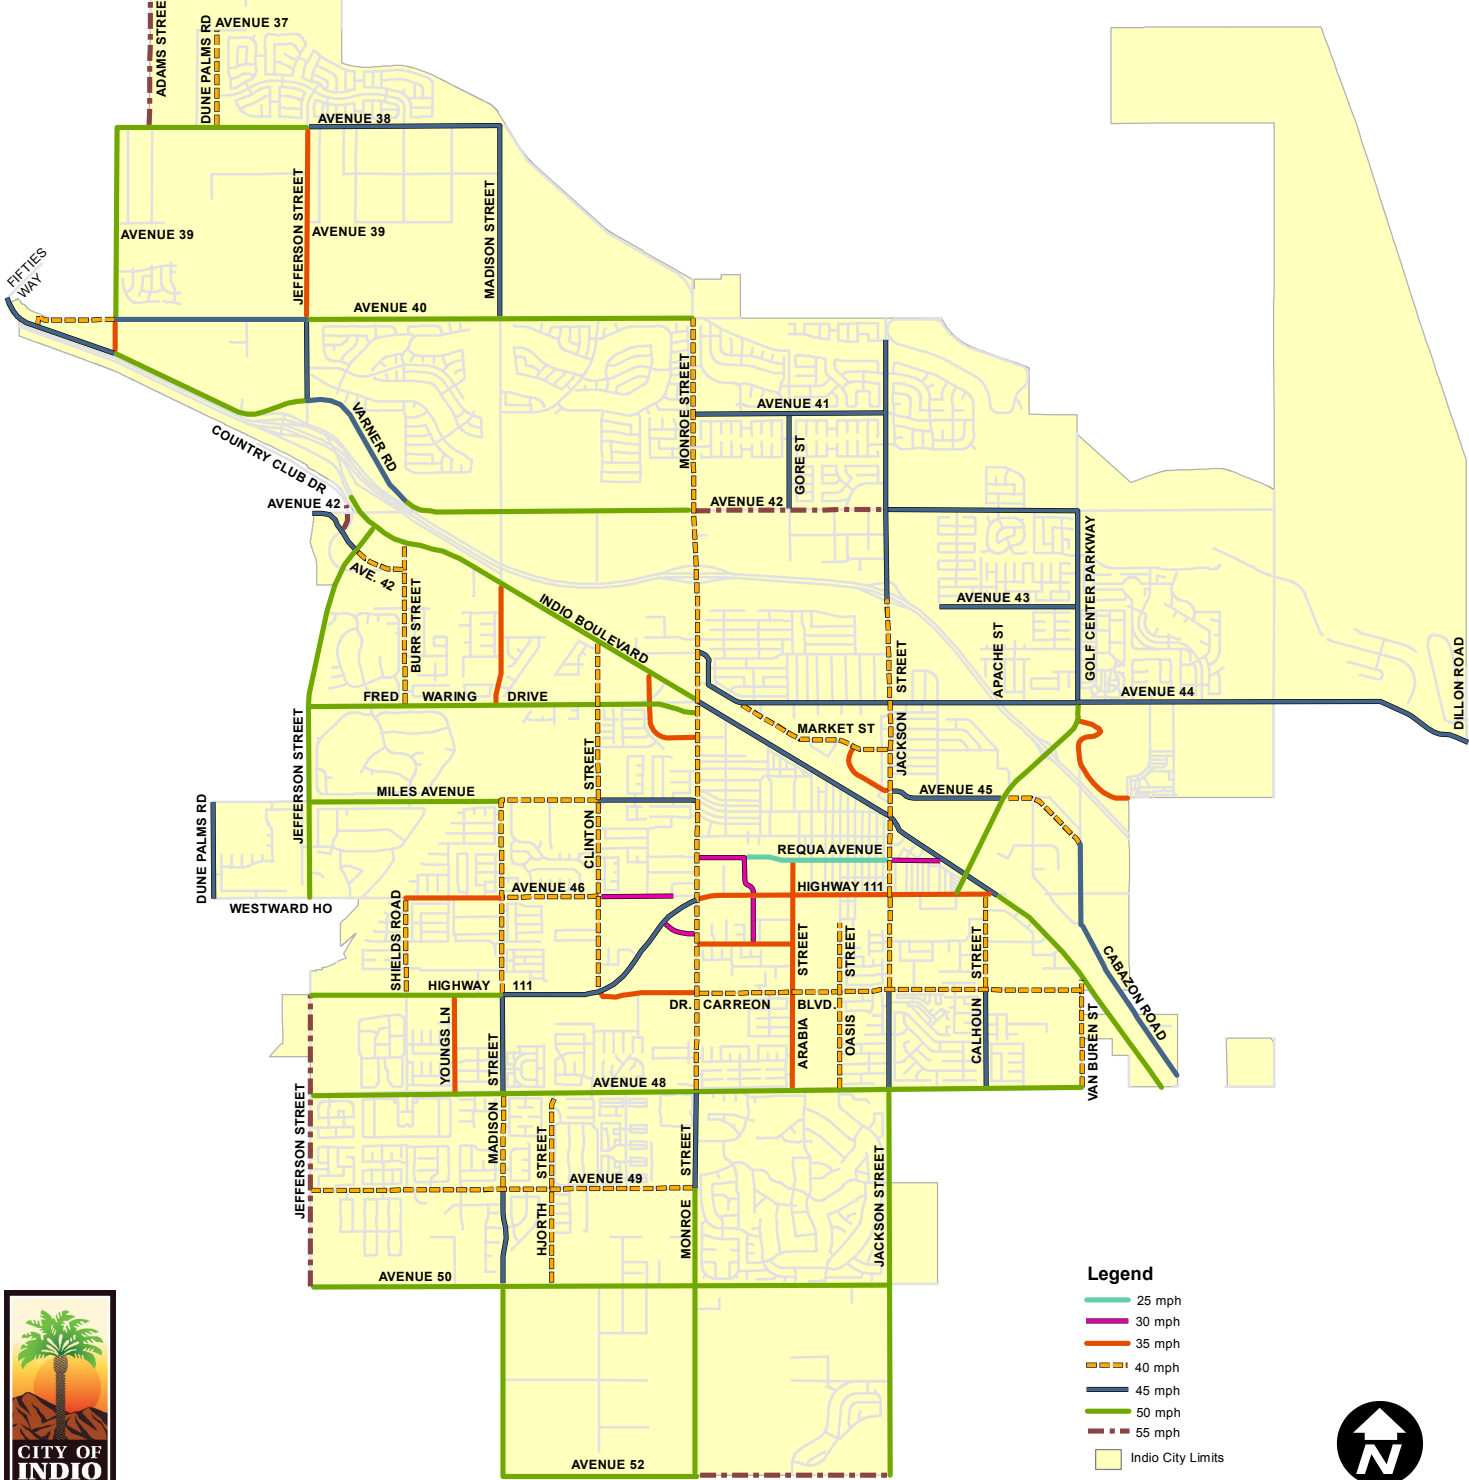 ADAMS STREE
DUNE PALMS RD
AVENUE 37
AVENUE 38
JEFFERSON STREET
MADISON STREET
AVENUE 39
AVENUE 39
FIFTIES
WAY
AVENUE 40
MONROE STREET
AVENUE 41
GORE ST
VARNER RD
COUNTRY CLUB DR
AVENUE 42
AVENUE 42
AVE. 42
BURR STREET
INDIO BOULEVARD
GOLF CENTER PARKWAY
AVENUE 43
APACHE ST
STREET
JACKSON
AVENUE 44
DILLON ROAD
FRED WARING DRIVE
MARKET ST
JEFFERSON STREET
STREET
CLINTON
MILES AVENUE
AVENUE 45
DUNE PALMS RD
REQUA AVENUE
AVENUE 46
HIGHWAY 111
WESTWARD HO
SHIELDS ROAD
STREET
STREET
STREET
CABAZON ROAD
HIGHWAY 111
DR. CARREON BLVD.
YOUNGS LN
STREET
MADISON
ARABIA
OASIS
CALHOUN
VAN BUREN ST
AVENUE 48
JEFFERSON STREET
STREET
HJORTH
STREET
MONROE
JACKSON STREET
AVENUE 49
AVENUE 50
AVENUE 52
Legend
25 mph
30 mph
35 mph
40 mph
45 mph
50 mph
55 mph
Indio City Limits
N
CITY OF
INDIO